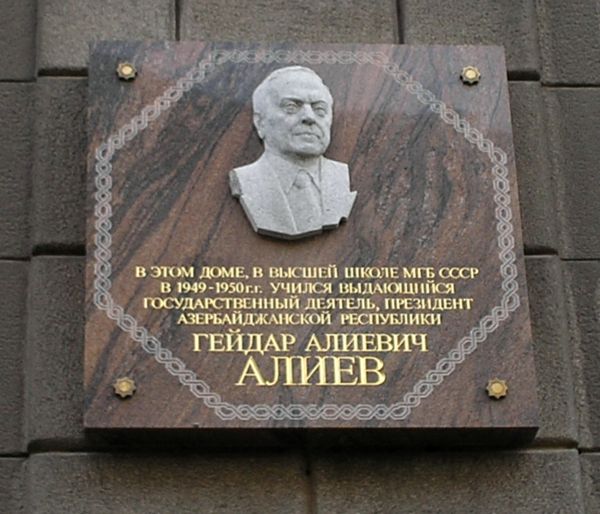 В ЭТОМ ДОМЕ, В ВЫСШЕЙ ШКОЛЕ МГБ СССР
В 1949-1950 г.г. УЧИЛСЯ ВЫДАЮЩИЙСЯ
ГОСУДАРСТВЕННЫЙ ДЕЯТЕЛЬ, ПРЕЗИДЕНТ
АЗЕРБАЙДЖАНСКОЙ РЕСПУБЛИКИ
ГЕЙДАР АЛИЕВИЧ
АЛИЕВ